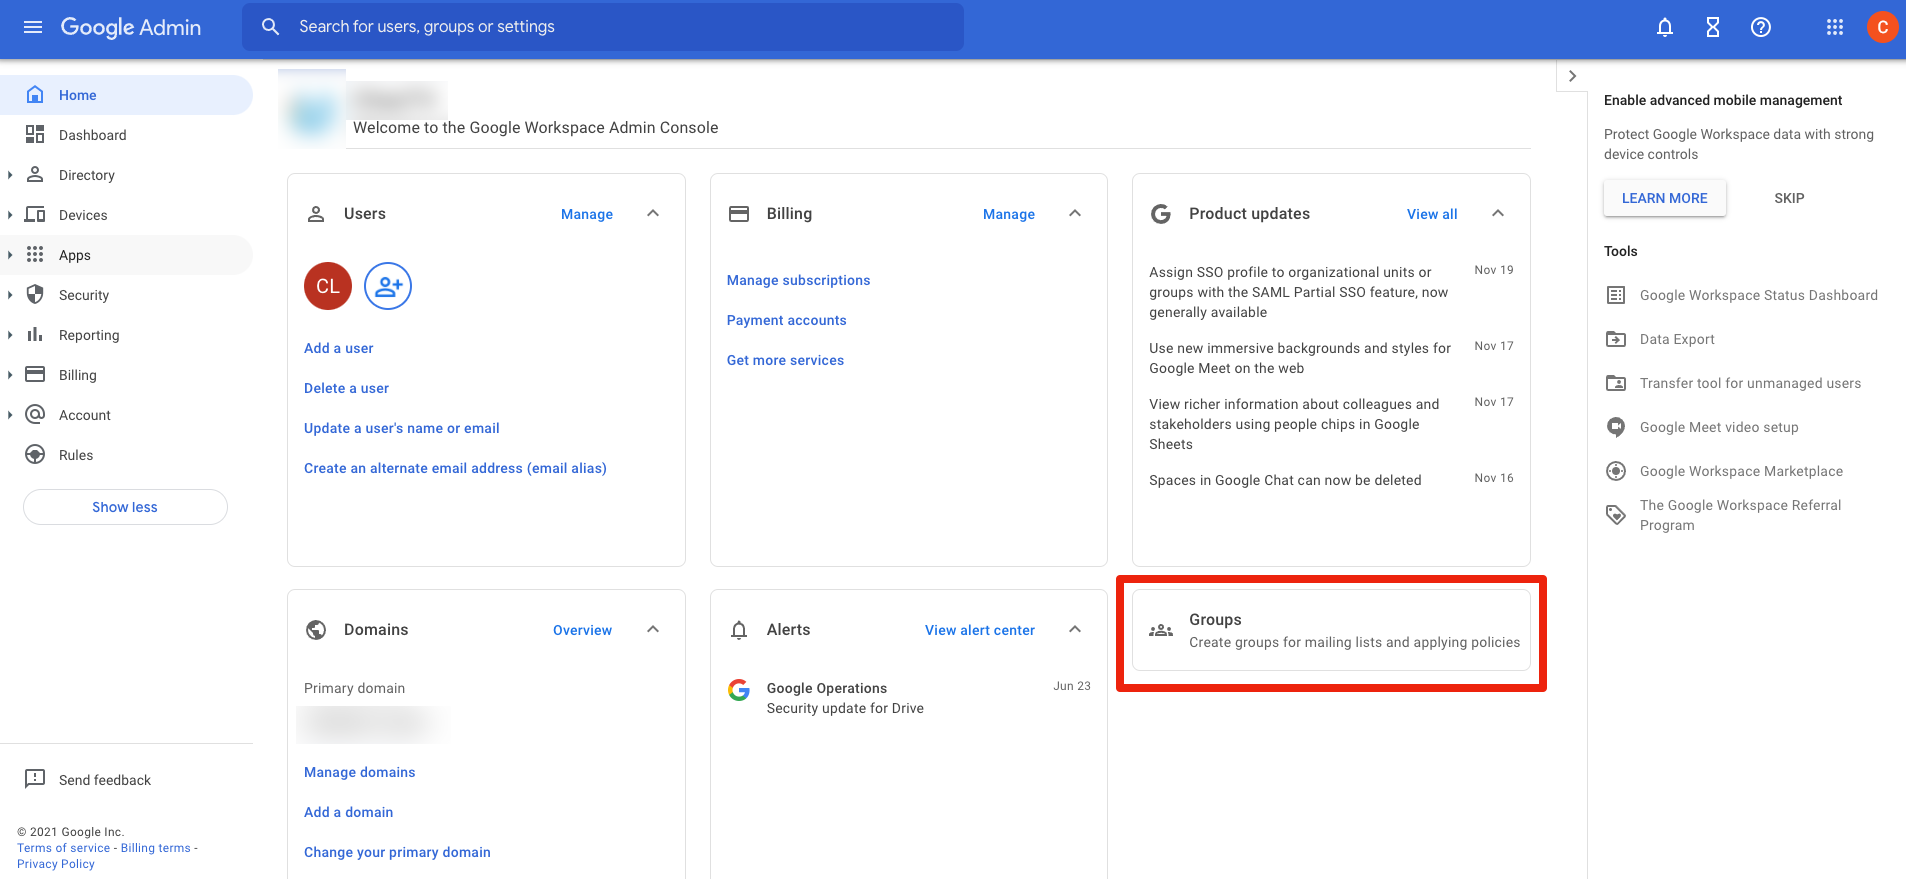 Google Admin
Search for users, groups or settings
C
Home
Dashboard
Directory
Devices
Apps
Security
Reporting
Billing
Account
Rules
Show less
Send feedback
© 2021 Google Inc.
Terms of service - Billing terms -
Privacy Policy
Welcome to the Google Workspace Admin Console
Users
Manage
CL
Add a user
Delete a user
Update a user's name or email
Create an alternate email address (email alias)
Billing
Manage
Manage subscriptions
Payment accounts
Get more services
Product updates
View all
Assign SSO profile to organizational units or
Nov 19
groups with the SAML Partial SSO feature, now
generally available
Use new immersive backgrounds and styles for
Nov 17
Google Meet on the web
View richer information about colleagues and
Nov 17
stakeholders using people chips in Google
Sheets
Spaces in Google Chat can now be deleted
Nov 16
Domains
Overview
Primary domain
Manage domains
Add a domain
Change your primary domain
Alerts
View alert center
Google Operations
Jun 23
Security update for Drive
Groups
Create groups for mailing lists and applying policies
Enable advanced mobile management
Protect Google Workspace data with strong
device controls
LEARN MORE
SKIP
Tools
Google Workspace Status Dashboard
Data Export
Transfer tool for unmanaged users
Google Meet video setup
Google Workspace Marketplace
The Google Workspace Referral
Program